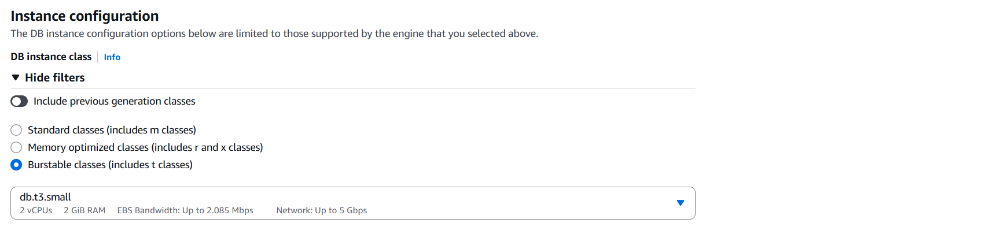 Instance configuration
The DB instance configuration options below are limited to those supported by the engine that you selected above.
DB instance class Info
Hide filters
Include previous generation classes
Standard classes (includes m classes)
Memory optimized classes (includes r and x classes)
Burstable classes (includes t classes)
db.t3.small
2 vCPUs 2 GiB RAM EBS Bandwidth: Up to 2.085 Mbps Network: Up to 5 Gbps